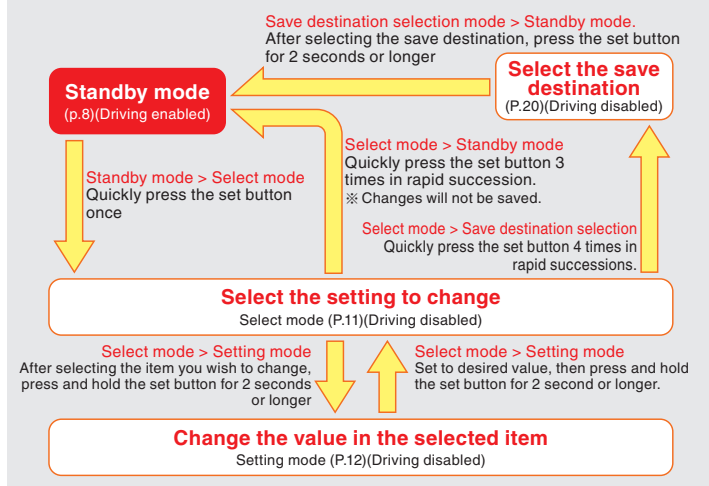 Save destination selection mode > Standby mode.
After selecting the save destination, press the set button
for 2 seconds or longer
Select the save
destination
(P.20)(Driving disabled)
Standby mode
(p.8)(Driving enabled)
Select mode > Standby mode
Quickly press the set button 3
times in rapid succession.
※ Changes will not be saved.
Standby mode > Select mode
Quickly press the set button
once
Select mode > Save destination selection
Quickly press the set button 4 times in
rapid successions.
Select the setting to change
Select mode (P.11)(Driving disabled)
Select mode > Setting mode
After selecting the item you wish to change,
press and hold the set button for 2 seconds
or longer
Select mode > Setting mode
Set to desired value, then press and hold
the set button for 2 second or longer.
Change the value in the selected item
Setting mode (P.12)(Driving disabled)